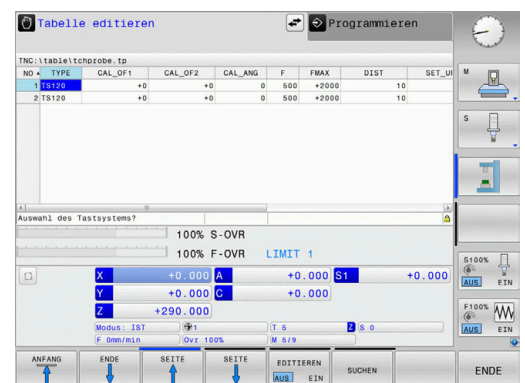 Tabelle editieren
Programmieren
TNC:\table\tchprobe.tp
NO TYPE CAL_OF1 CAL_OF2 CAL_ANG F FMAX DIST SET_U
1 TS120 +0 +0 0 500 +2000 10
2 TS120 +0 +0 0 500 +2000 10
M
S
Auswahl des Tastsystems?
100% S-OVR
100% F-OVR LIMIT 1
X +0.000 A +0.000 S1 +0.000
Y +0.000 C +0.000
Z +290.000
Modus: IST 1 T 5 Z S 0
F 0mm/min Ovr 100% M 5/9
S100%
AUS EIN
F100%
AUS EIN
ANFANG ENDE SEITE SEITE EDITIEREN SUCHEN ENDE
AUS EIN